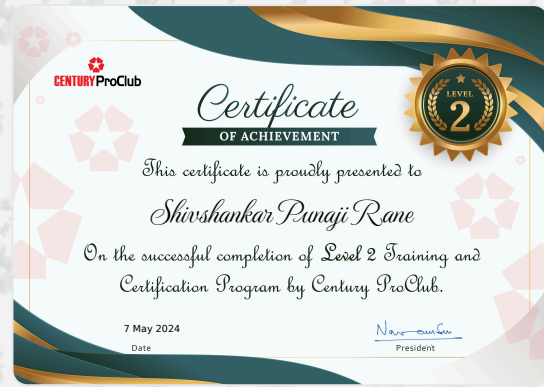 CENTURY ProClub
Certificate
OF ACHIEVEMENT
LEVEL
2
This certificate is proudly presented to
Shivshankar Punaji Rane
On the successful completion of Level 2 Training and
Certification Program by Century ProClub.
7 May 2024
Date
President